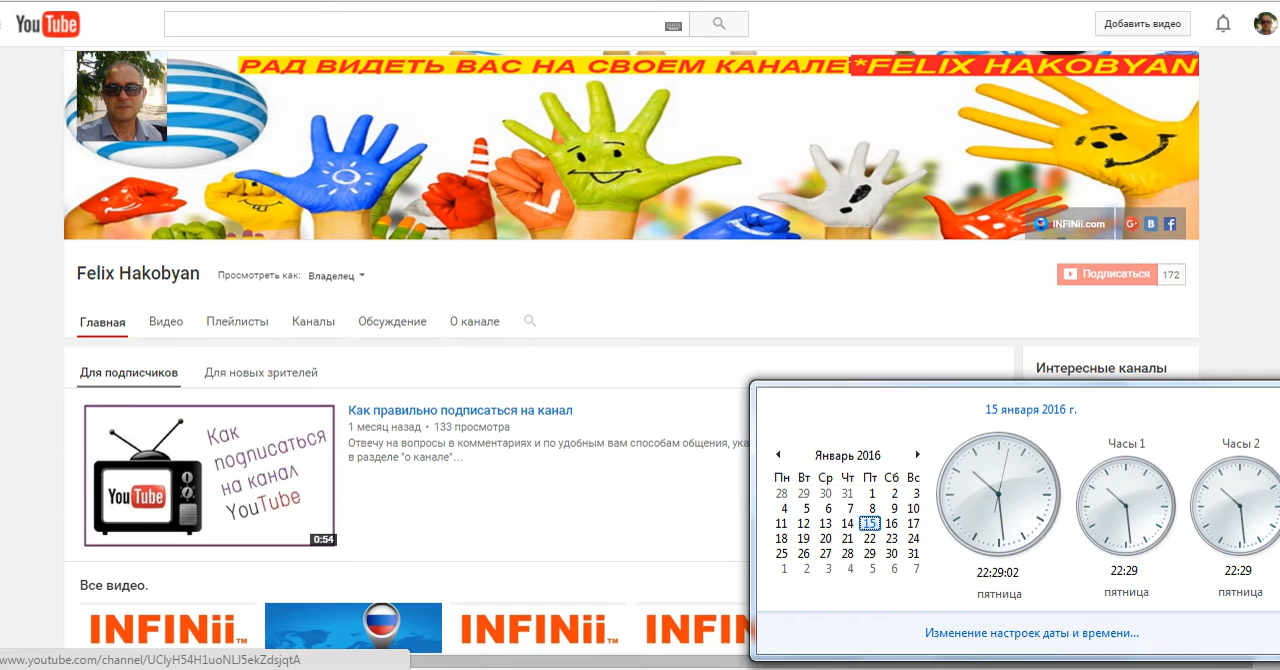 YouTube
Добавить видео
РАД ВИДЕТЬ ВАС НА СВОЕМ КАНАЛЕ *FELIX HAKOBYAN
INFINii.com
Felix Hakobyan
Просмотреть как: Владелец
Подписаться 172
Главная Видео Плейлисты Каналы Обсуждение О канале
Для подписчиков Для новых зрителей
Интересные каналы
Как подписаться на канал YouTube
YouTube
0:54
Как правильно подписаться на канал
1 месяц назад • 133 просмотра
Отвечу на вопросы в комментариях и по удобным вам способам общения, ука
в разделе "о канале"…
Все видео.
INFINii™
INFINii™
INFIN
www.youtube.com/channel/UClyH54H1uoNLJ5ekZdsjqtA
15 января 2016 г.
Январь 2016
Пн Вт Ср Чт Пт Сб Вс
28 29 30 31 1 2 3
4 5 6 7 8 9 10
11 12 13 14 15 16 17
18 19 20 21 22 23 24
25 26 27 28 29 30 31
1 2 3 4 5 6 7
22:29:02
пятница
Часы 1
22:29
пятница
Часы 2
22:29
пятница
Изменение настроек даты и времени...